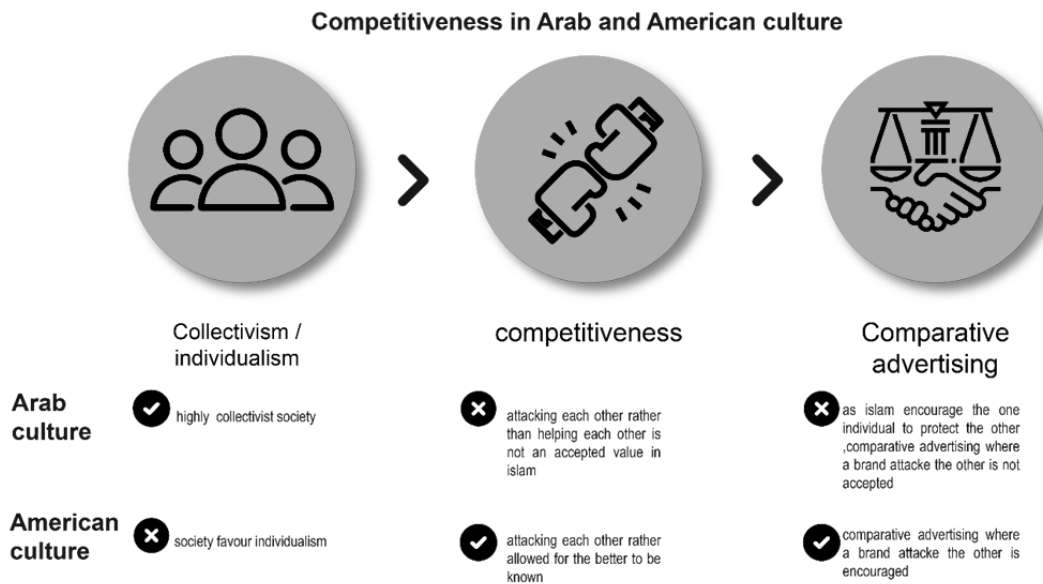 Competitiveness in Arab and American culture
Collectivism /
individualism
competitiveness
Comparative
advertising
Arab
culture
highly collectivist society
attacking each other rather
than helping each other is
not an accepted value in
islam
as islam encourage the one
individual to protect the other
,comparative advertising where
a brand attacke the other is not
accepted
American
culture
society favour individualism
attacking each other rather
allowed for the better to be
known
comparative advertising where
a brand attacke the other is
encouraged